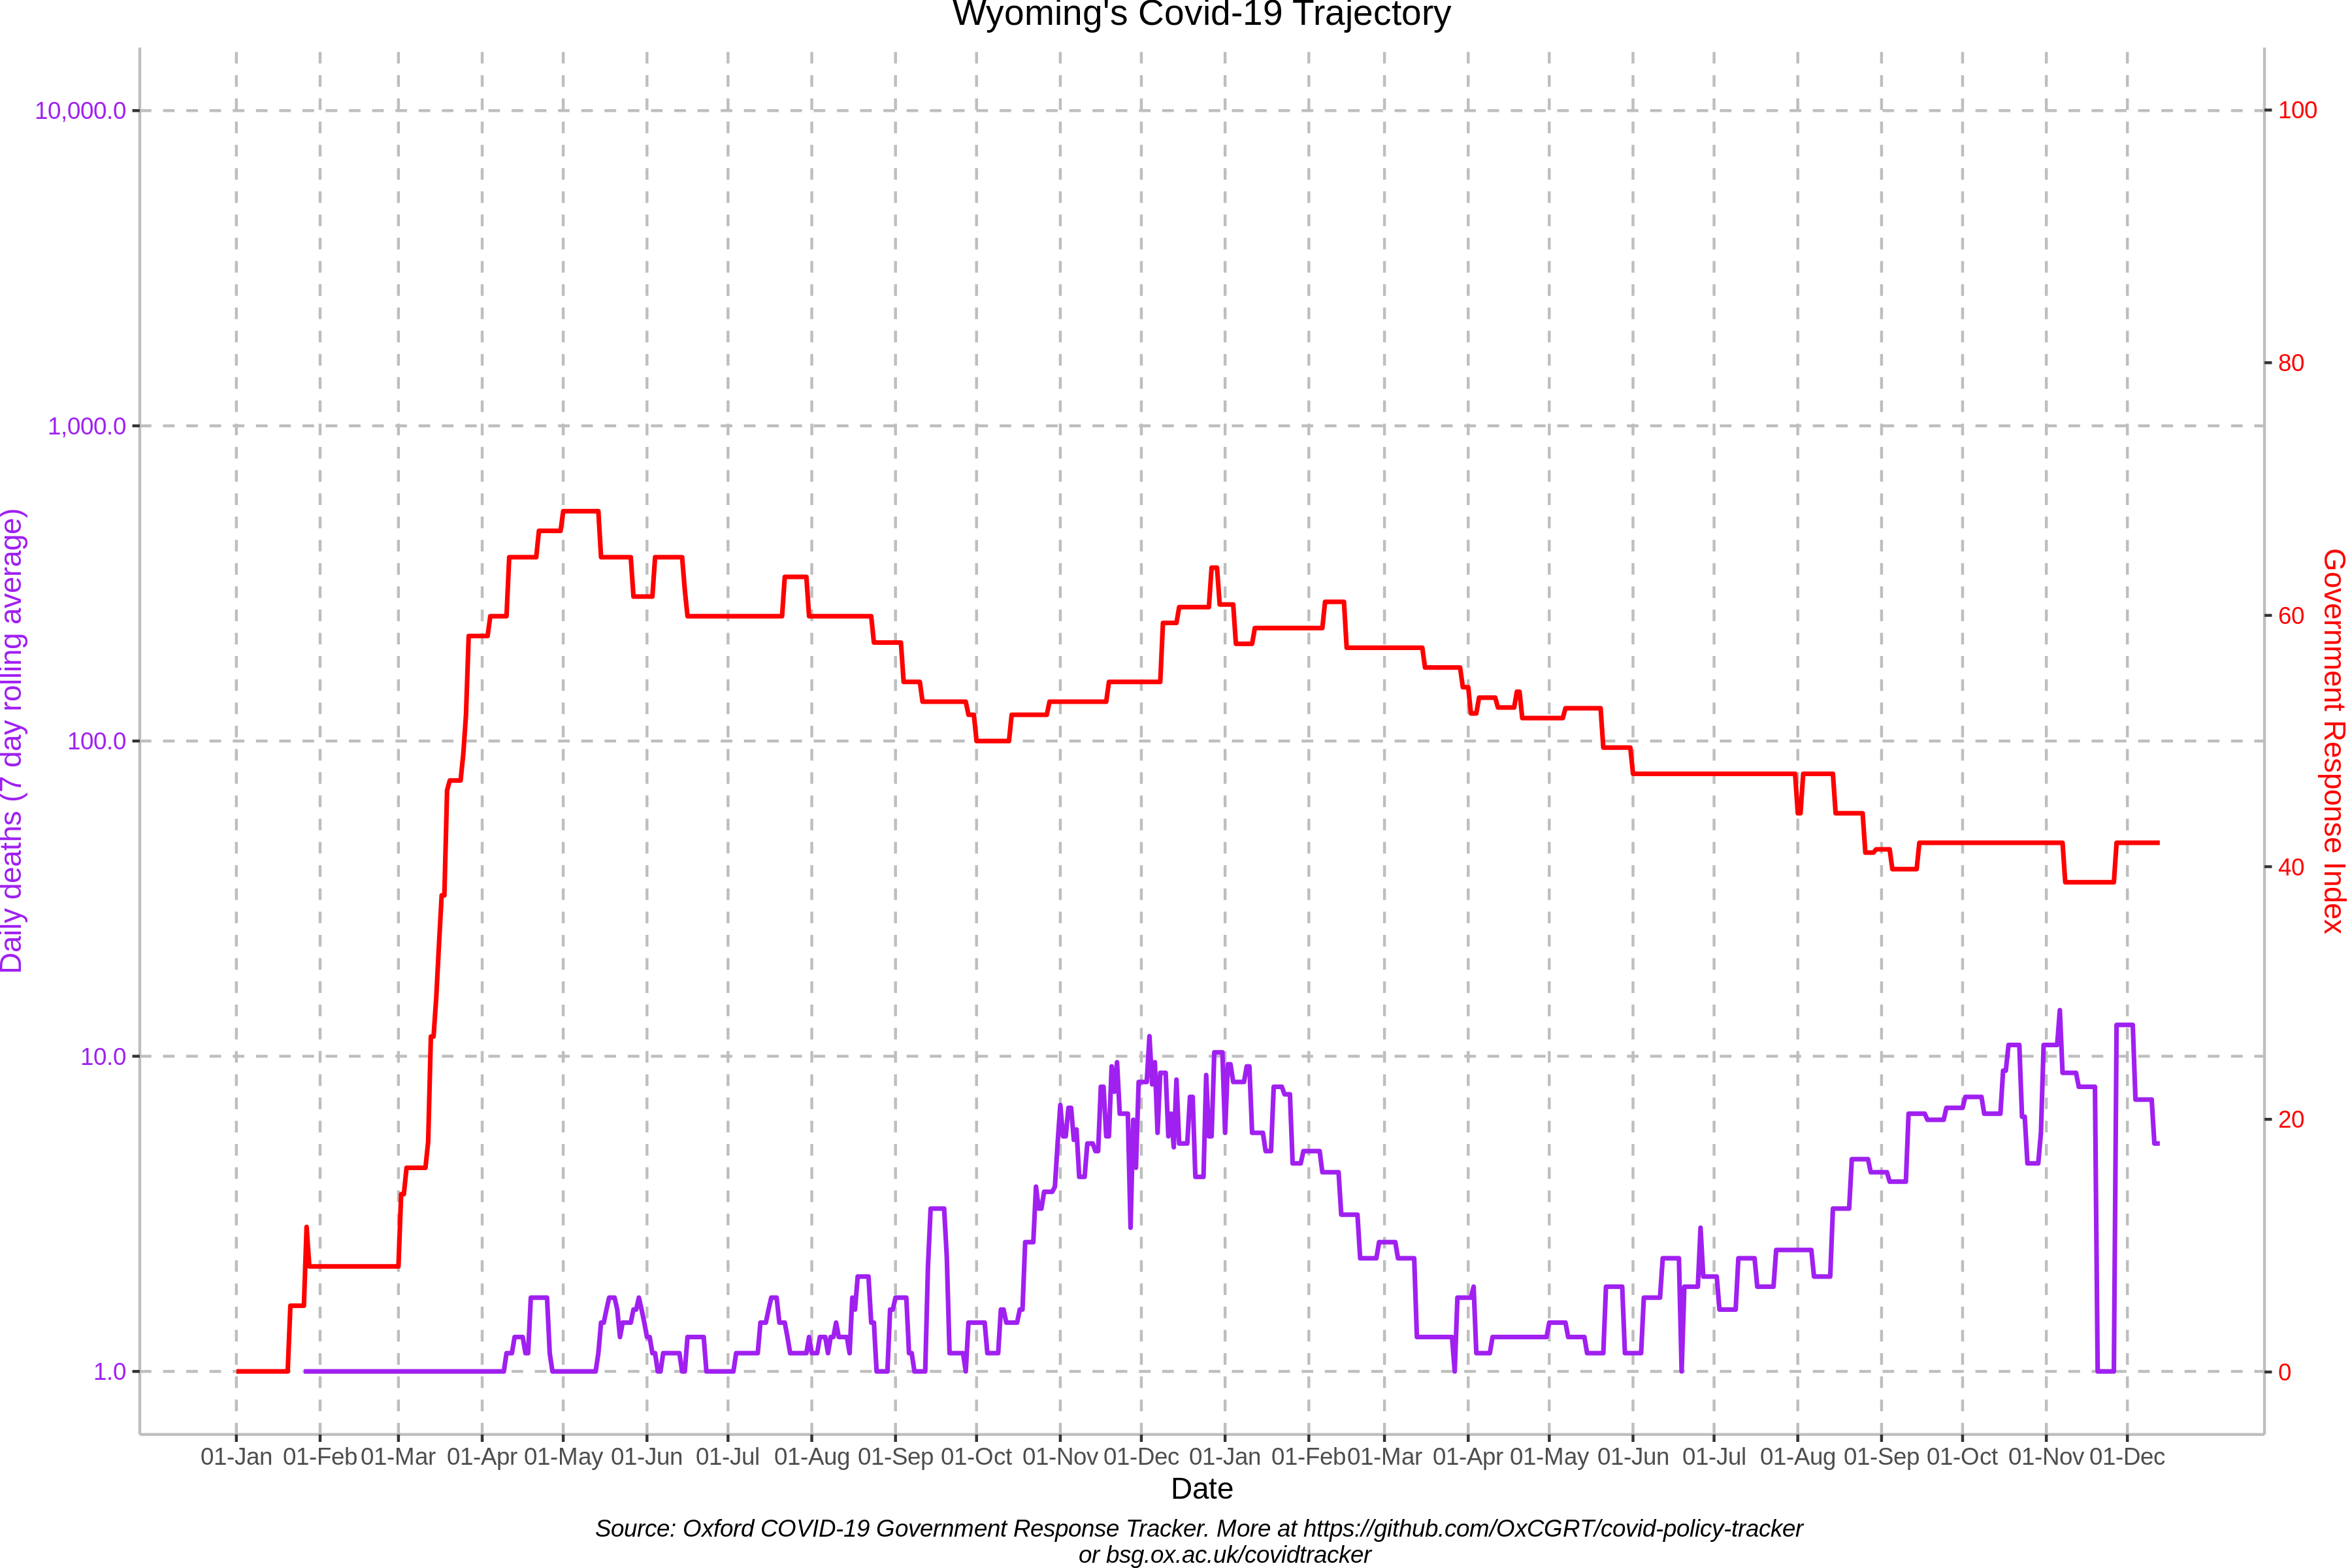 Wyoming's Covid-19 Trajectory
10,000.0
1,000.0
100.0
10.0
1.0
Daily deaths (7 day rolling average)
100
80
60
40
20
0
Government Response Index
01-Jan 01-Feb 01-Mar 01-Apr 01-May 01-Jun 01-Jul 01-Aug 01-Sep 01-Oct 01-Nov 01-Dec 01-Jan 01-Feb 01-Mar 01-Apr 01-May 01-Jun 01-Jul 01-Aug 01-Sep 01-Oct 01-Nov 01-Dec
Date
Source: Oxford COVID-19 Government Response Tracker. More at https://github.com/OxCGRT/covid-policy-tracker
or bsg.ox.ac.uk/covidtracker